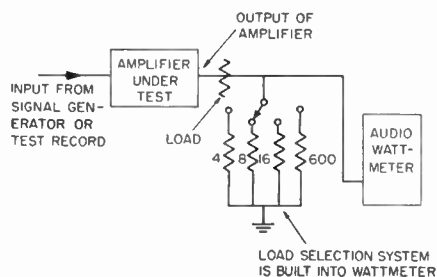 OUTPUT OF
AMPLIFIER
AMPLIFIER
UNDER
TEST
INPUT FROM
SIGNAL GEN-
ERATOR OR
TEST RECORD
LOAD
4 8 16 600
AUDIO
WATT-
METER
LOAD SELECTION SYSTEM
IS BUILT INTO WATTMETER